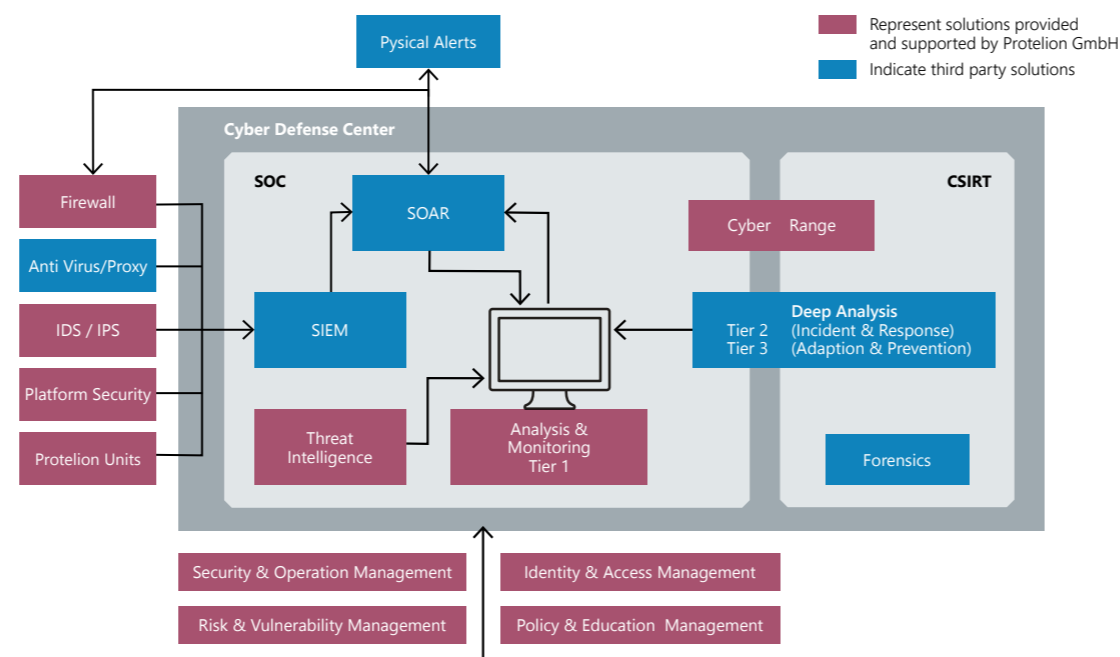 Pysical Alerts
Represent solutions provided
and supported by Protelion GmbH
Indicate third party solutions
Cyber Defense Center
SOC
CSIRT
Firewall
Anti Virus/Proxy
IDS / IPS
Platform Security
Protelion Units
SOAR
SIEM
Threat
Intelligence
Analysis &
Monitoring
Tier 1
Cyber Range
Deep Analysis
Tier 2 (Incident & Response)
Tier 3 (Adaption & Prevention)
Forensics
Security & Operation Management
Identity & Access Management
Risk & Vulnerability Management
Policy & Education Management